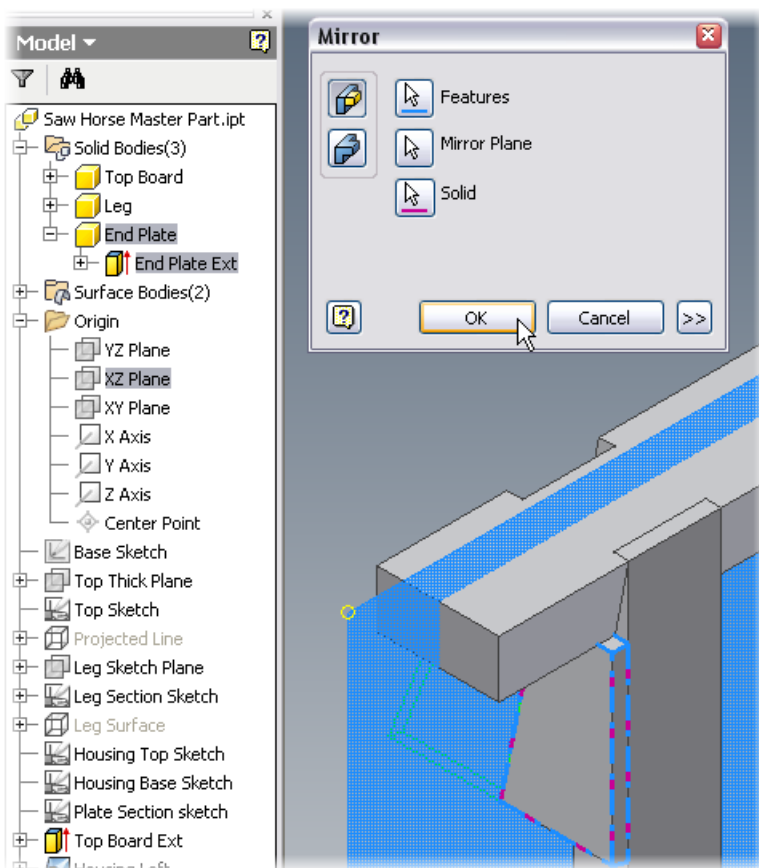 Model
Saw Horse Master Part.ipt
Solid Bodies(3)
Top Board
Leg
End Plate
End Plate Ext
Surface Bodies(2)
Origin
YZ Plane
XZ Plane
XY Plane
X Axis
Y Axis
Z Axis
Center Point
Base Sketch
Top Thick Plane
Top Sketch
Projected Line
Leg Sketch Plane
Leg Section Sketch
Leg Surface
Housing Top Sketch
Housing Base Sketch
Plate Section sketch
Top Board Ext
Housing Left
Mirror
Features
Mirror Plane
Solid
?
OK
Cancel
>>